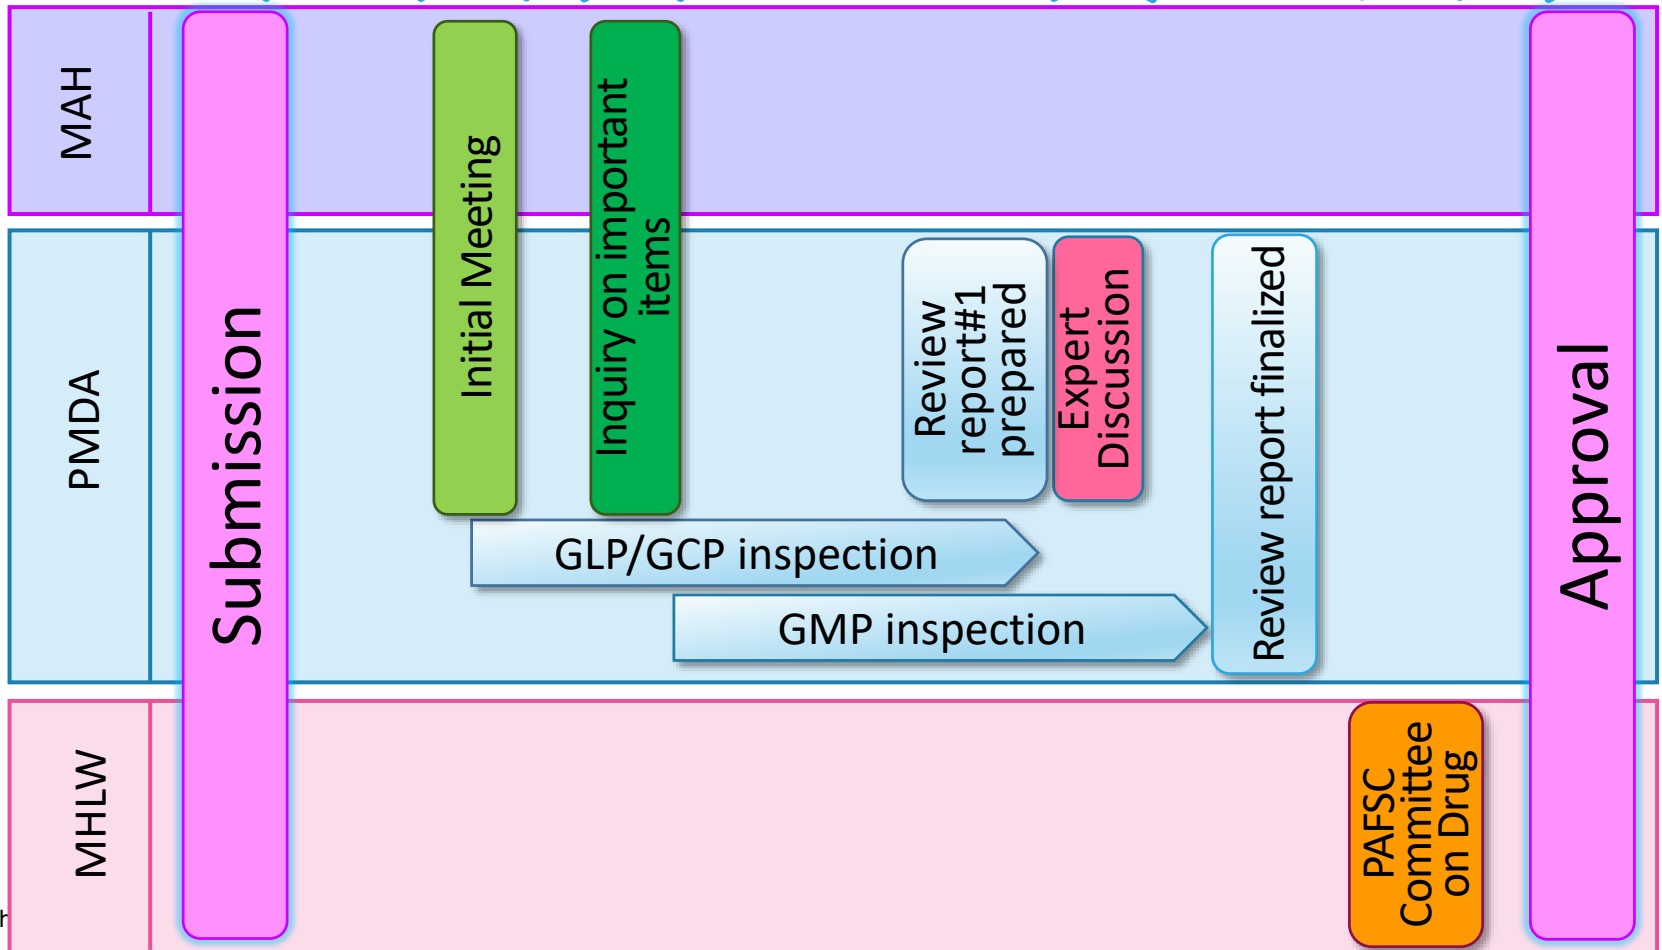 MAH
PMDA
MHLW
Submission
Initial Meeting
Inquiry on important
items
Review
report#1
prepared
Expert
Discussion
Review report finalized
GLP/GCP inspection
GMP inspection
PAFSC
Committee
on Drug
Approval